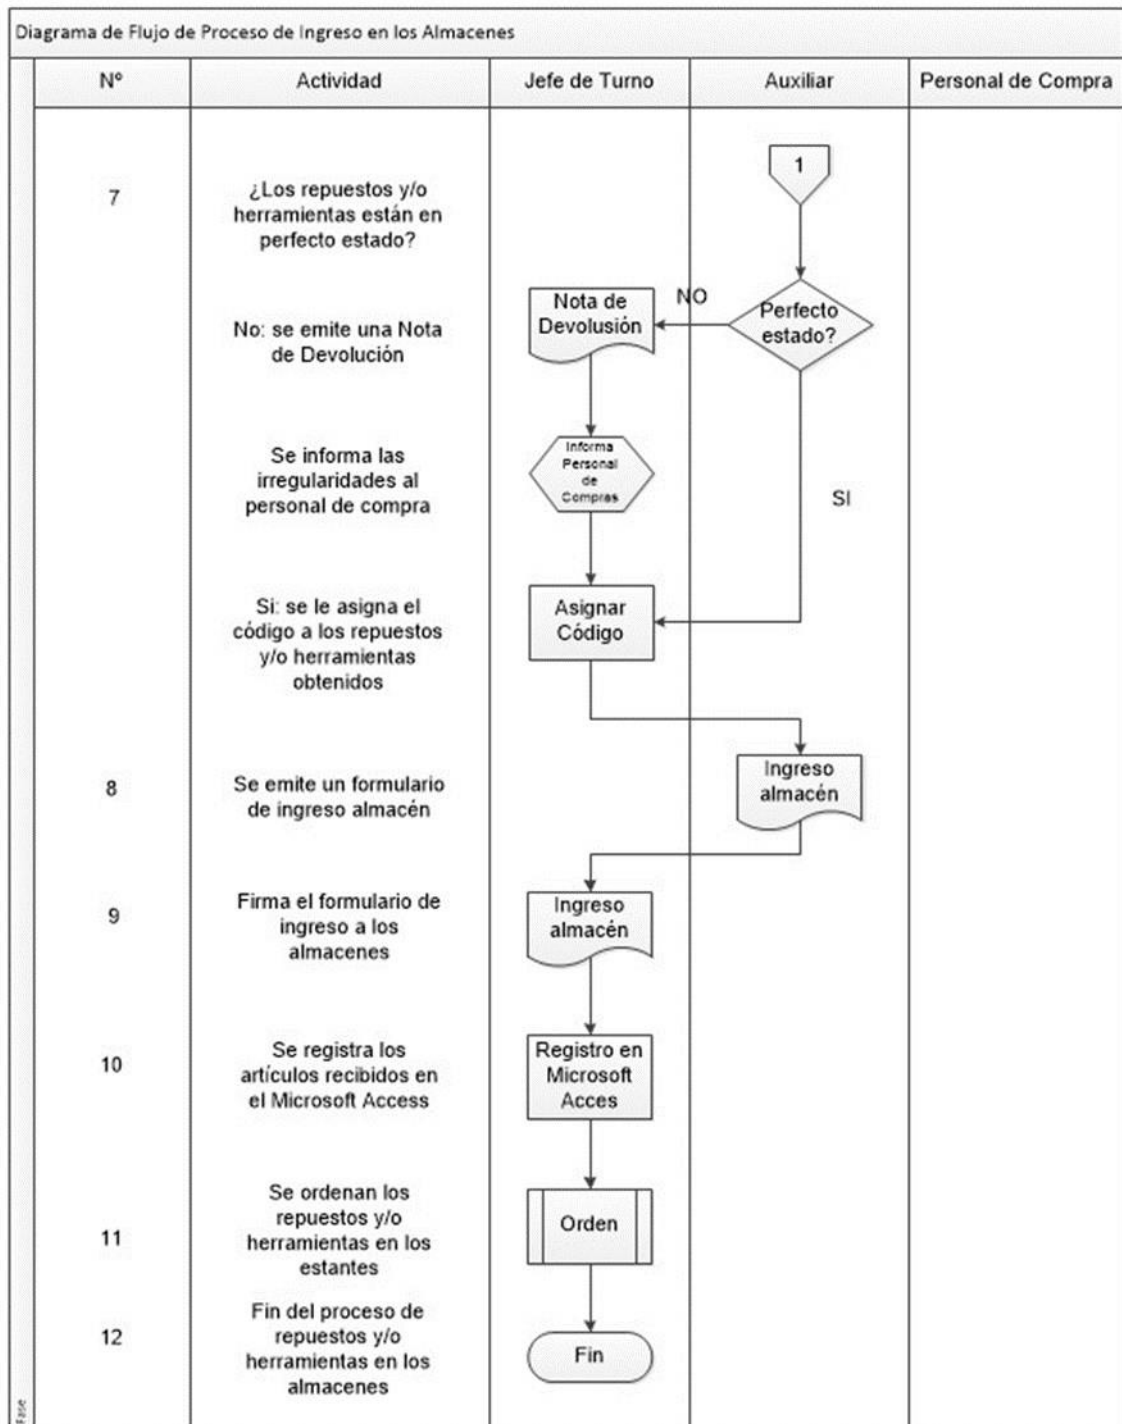 Diagrama de Flujo de Proceso de Ingreso en los Almacenes
Nº
Actividad
Jefe de Turno
Auxiliar
Personal de Compra
1
7
¿Los repuestos y/o
herramientas están en
perfecto estado?
Nota de
Devolusión
NO
Perfecto
estado?
No: se emite una Nota
de Devolución
Se informa las
irregularidades al
personal de compra
Informa
Personal
de
Compras
SI
Si: se le asigna el
código a los repuestos
y/o herramientas
obtenidos
Asignar
Código
8
Se emite un formulario
de ingreso almacén
Ingreso
almacén
9
Firma el formulario de
ingreso a los
almacenes
Ingreso
almacén
10
Se registra los
artículos recibidos en
el Microsoft Access
Registro en
Microsoft
Acces
11
Se ordenan los
repuestos y/o
herramientas en los
estantes
Orden
12
Fin del proceso de
repuestos y/o
herramientas en los
almacenes
Fin
Fase